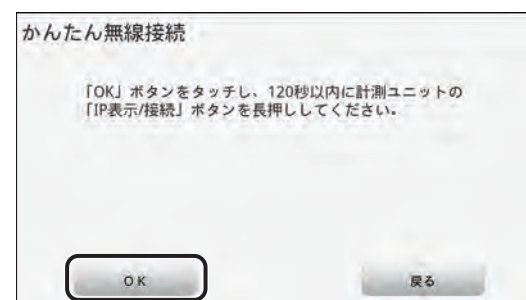 かんたん無線接続
「OK」ボタンをタッチし、120秒以内に計測ユニットの
「IP表示/接続」ボタンを長押ししてください。
OK
戻る